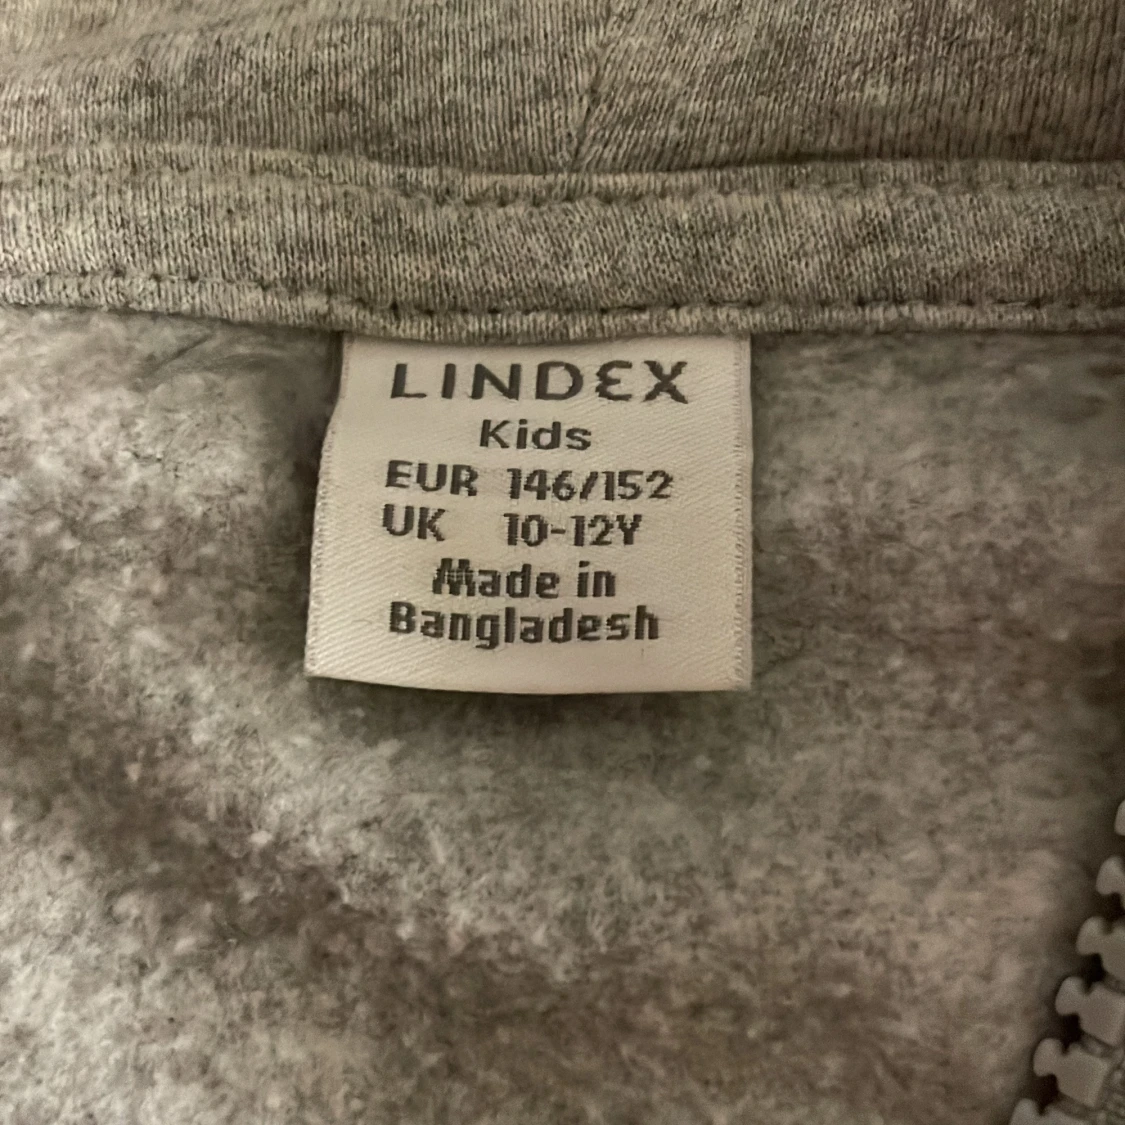 LINDEX
Kids
EUR 146/152
UK 10-12Y
Made in
Bangladesh